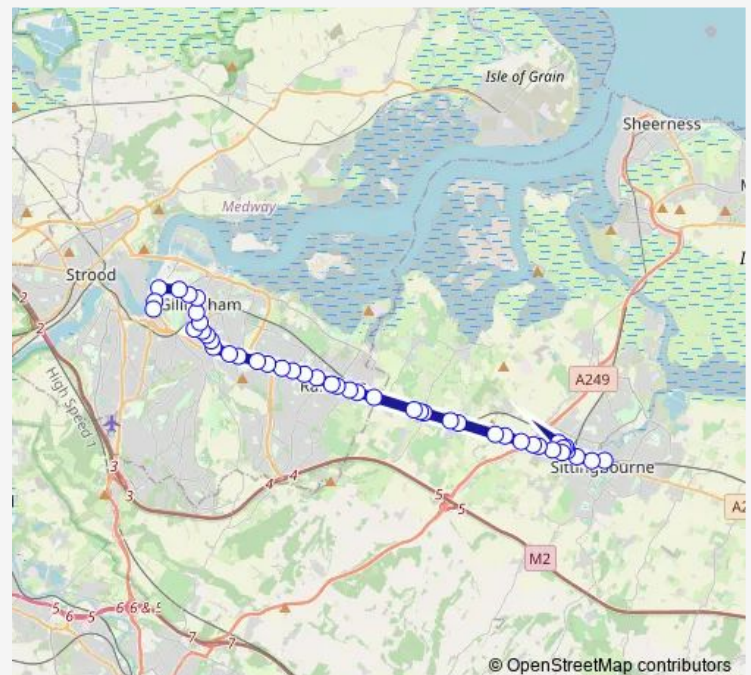 Isle of Grain
Sheerness
Medway
Strood
2
2
High Speed 1
A249
Sittingbourne
3
3
4
4
5
5
A2
M2
5
6
5
6
6 & 5
7
7
© OpenStreetMap contributors